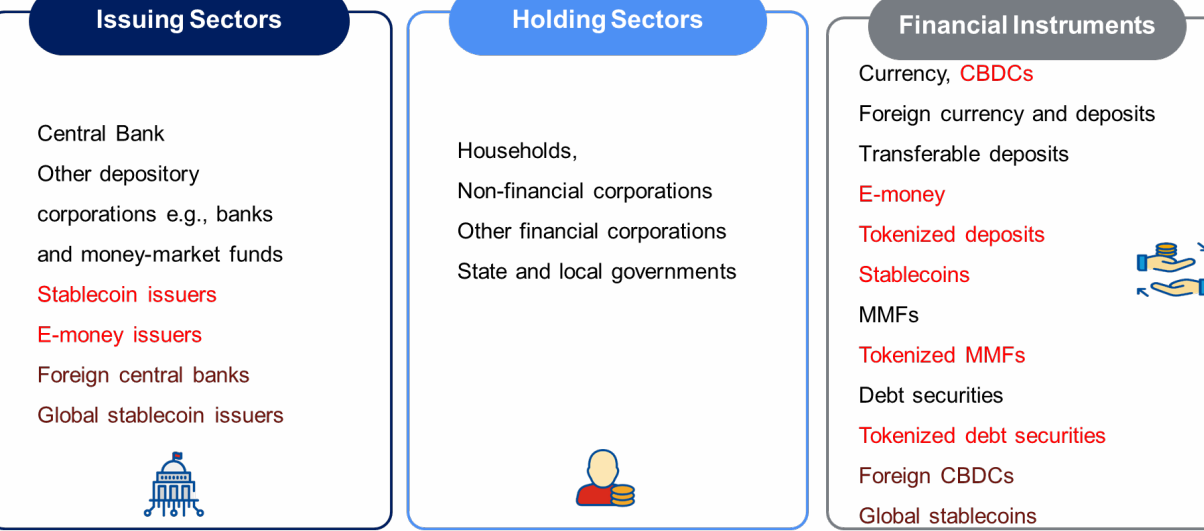 Issuing Sectors
Central Bank
Other depository
corporations e.g., banks
and money-market funds
Stablecoin issuers
E-money issuers
Foreign central banks
Global stablecoin issuers
Holding Sectors
Households,
Non-financial corporations
Other financial corporations
State and local governments
Financial Instruments
Currency, CBDCs
Foreign currency and deposits
Transferable deposits
E-money
Tokenized deposits
Stablecoins
MMFs
Tokenized MMFs
Debt securities
Tokenized debt securities
Foreign CBDCs
Global stablecoins